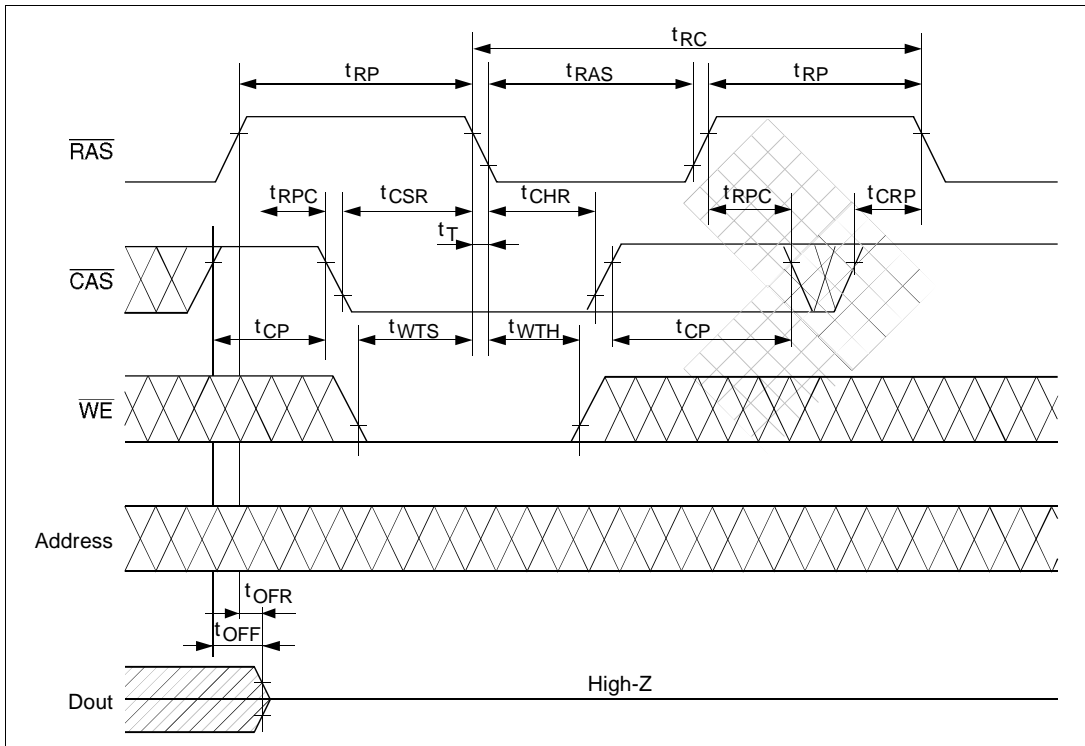 tRC
tRP tRAS tRP
RAS
tRPC tCSR tCHR tRPC tCRP
tT
CAS
tCP tWTS tWTH tCP
WE
Address
tOFR
tOFF
High-Z
Dout